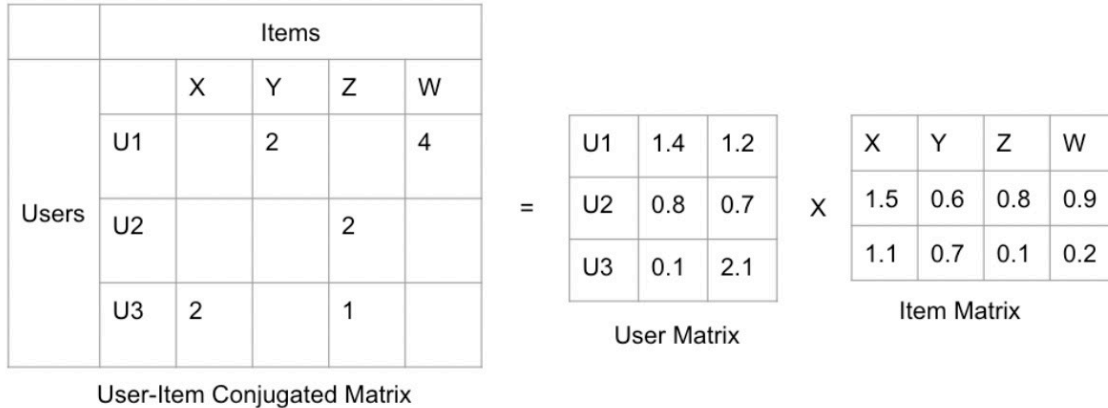 Items
X Y Z W
U1 2 4
Users
U2 2
U3 2 1
User-Item Conjugated Matrix
=
U1 1.4 1.2
U2 0.8 0.7
U3 0.1 2.1
User Matrix
X
X Y Z W
1.5 0.6 0.8 0.9
1.1 0.7 0.1 0.2
Item Matrix